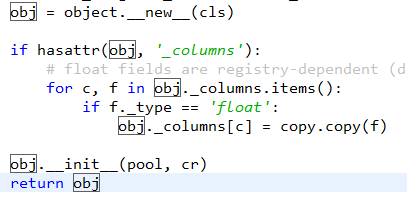 obj = object.__new__(cls)
if hasattr(obj, '_columns'):
# float fields are registry-dependent (d
for c, f in obj._columns.items():
if f._type == 'float':
obj._columns[c] = copy.copy(f)
obj.__init__(pool, cr)
return obj